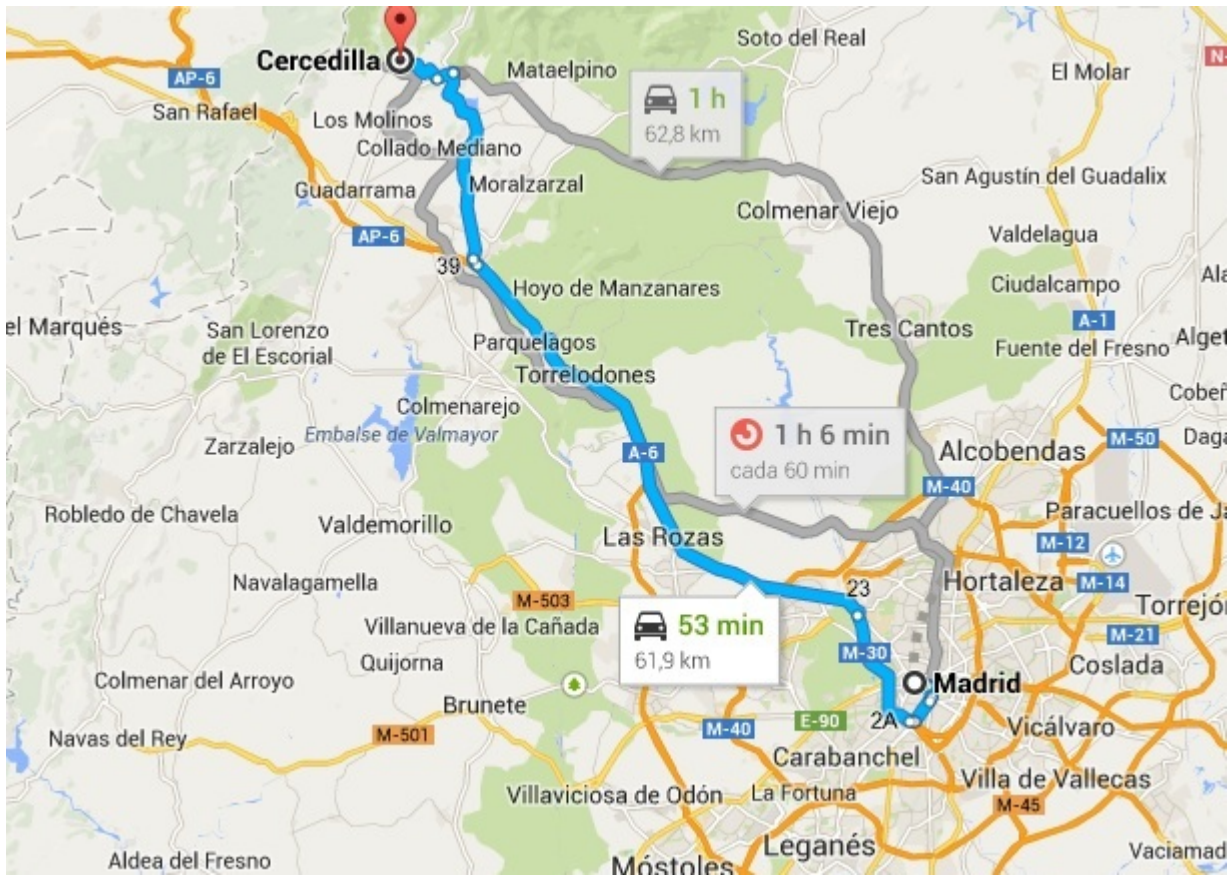 Soto del Real
Cercedilla
Mataelpino
El Molar
AP-6
1 h
62,8 km
San Rafael
Los Molinos
Collado Mediano
Guadarrama
Moralzarzal
San Agustín del Guadalix
Colmenar Viejo
AP-6
Valdelagua
39
Hoyo de Manzanares
Ciudalcampo
el Marqués
San Lorenzo
de El Escorial
A-1
Tres Cantos
Parquelagos
Fuente del Fresno
Torrelodones
Colmenarejo
Embalse de Valmayor
Zarzalejo
A-6
1 h 6 min
cada 60 min
Alcobendas
M-50
M-40
Robledo de Chavela
Valdemorillo
Las Rozas
Paracuellos de Ja
M-12
Navalagamella
23
Hortaleza
M-14
M-503
Torrejó
Villanueva de la Cañada
53 min
61,9 km
M-30
M-21
Quijorna
Coslada
Colmenar del Arroyo
Madrid
Brunete
2A
E-90
M-40
Vicálvaro
Navas del Rey
M-501
Carabanchel
Villa de Vallecas
Villaviciosa de Odón
La Fortuna
M-45
Leganés
Vaciamad
Aldea del Fresno
Móstoles